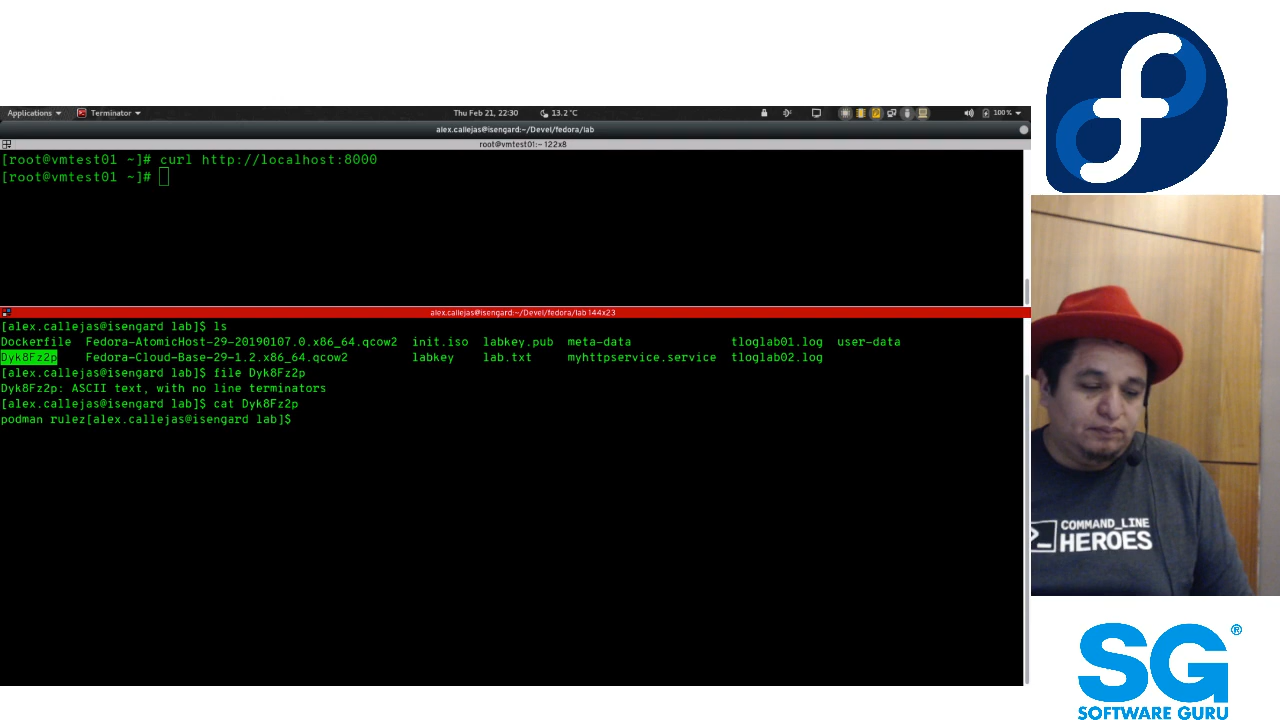 Applications
Terminator
Thu Feb 21, 22:30
13.2°C
100%
alex.callejas@isengard:~/Devel/fedora/lab
root@vmtest01:~ 122x8
[root@vmtest01 ~]# curl http://localhost:8000
[root@vmtest01 ~]#
alex.callejas@isengard:~/Devel/fedora/lab 144x23
[alex.callejas@isengard lab]$ ls
Dockerfile Fedora-AtomicHost-29-20190107.0.x86_64.qcow2 init.iso labkey.pub meta-data tloglab01.log user-data
Dyk8Fz2p Fedora-Cloud-Base-29-1.2.x86_64.qcow2 labkey lab.txt myhttpservice.service tloglab02.log
[alex.callejas@isengard lab]$ file Dyk8Fz2p
Dyk8Fz2p: ASCII text, with no line terminators
[alex.callejas@isengard lab]$ cat Dyk8Fz2p
podman rulez[alex.callejas@isengard lab]$
COMMAND_LINE
HEROES
SG®
SOFTWARE GURU